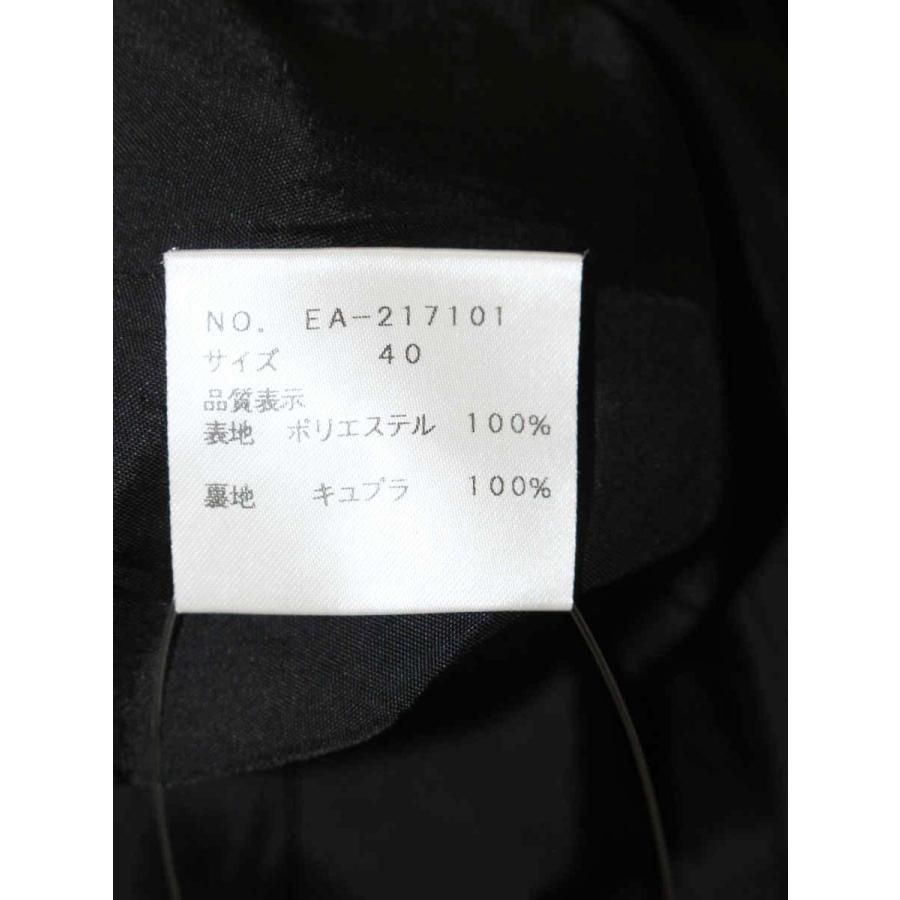 NO. EA-217101
サイズ 40
品質表示
表地 ポリエステル 100%
裏地 キュプラ 100%